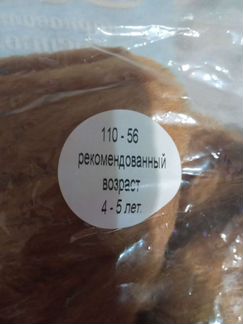 110 - 56
рекомендованный
возраст
4 - 5 лет.